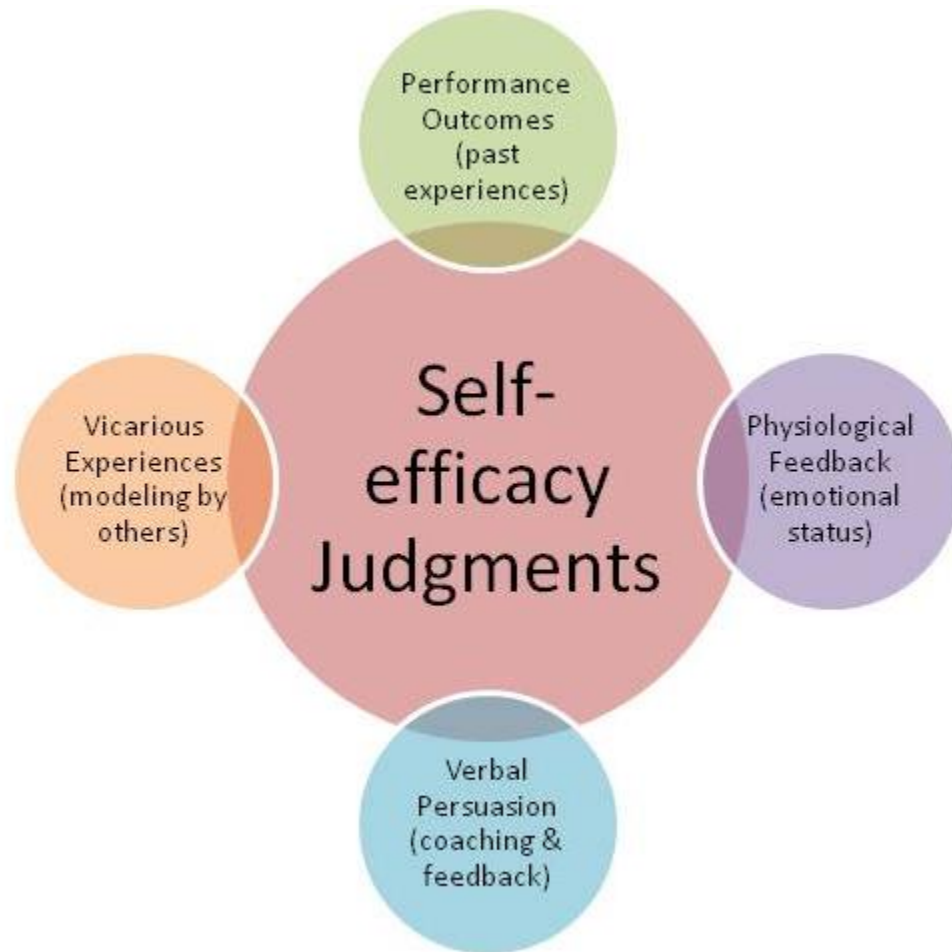 Performance
Outcomes
(past
experiences)
Self-
efficacy
Judgments
Vicarious
Experiences
(modeling by
others)
Physiological
Feedback
(emotional
status)
Verbal
Persuasion
(coaching &
feedback)